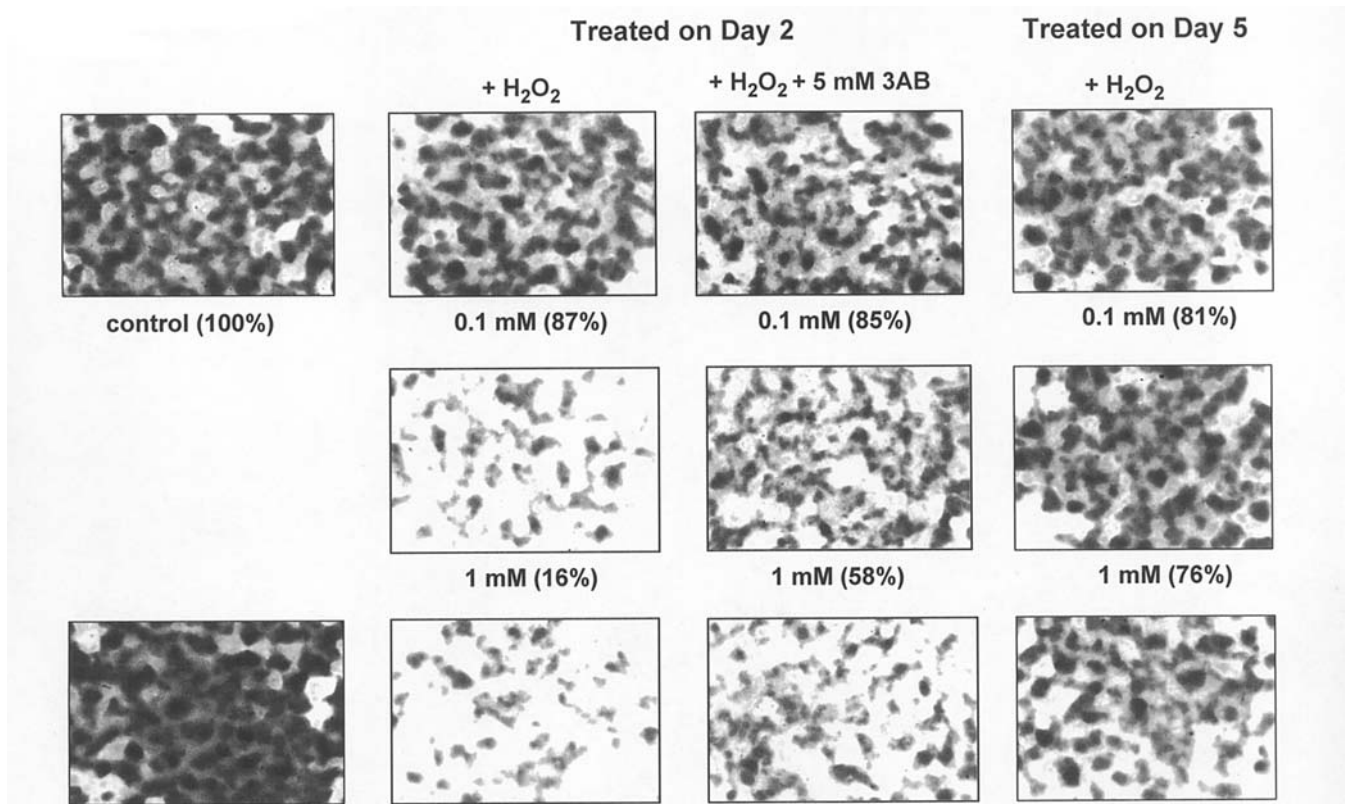 Treated on Day 2 Treated on Day 5
+ H₂O₂ + H₂O₂ + 5 mM 3AB + H₂O₂
control (100%) 0.1 mM (87%) 0.1 mM (85%) 0.1 mM (81%)
1 mM (16%) 1 mM (58%) 1 mM (76%)